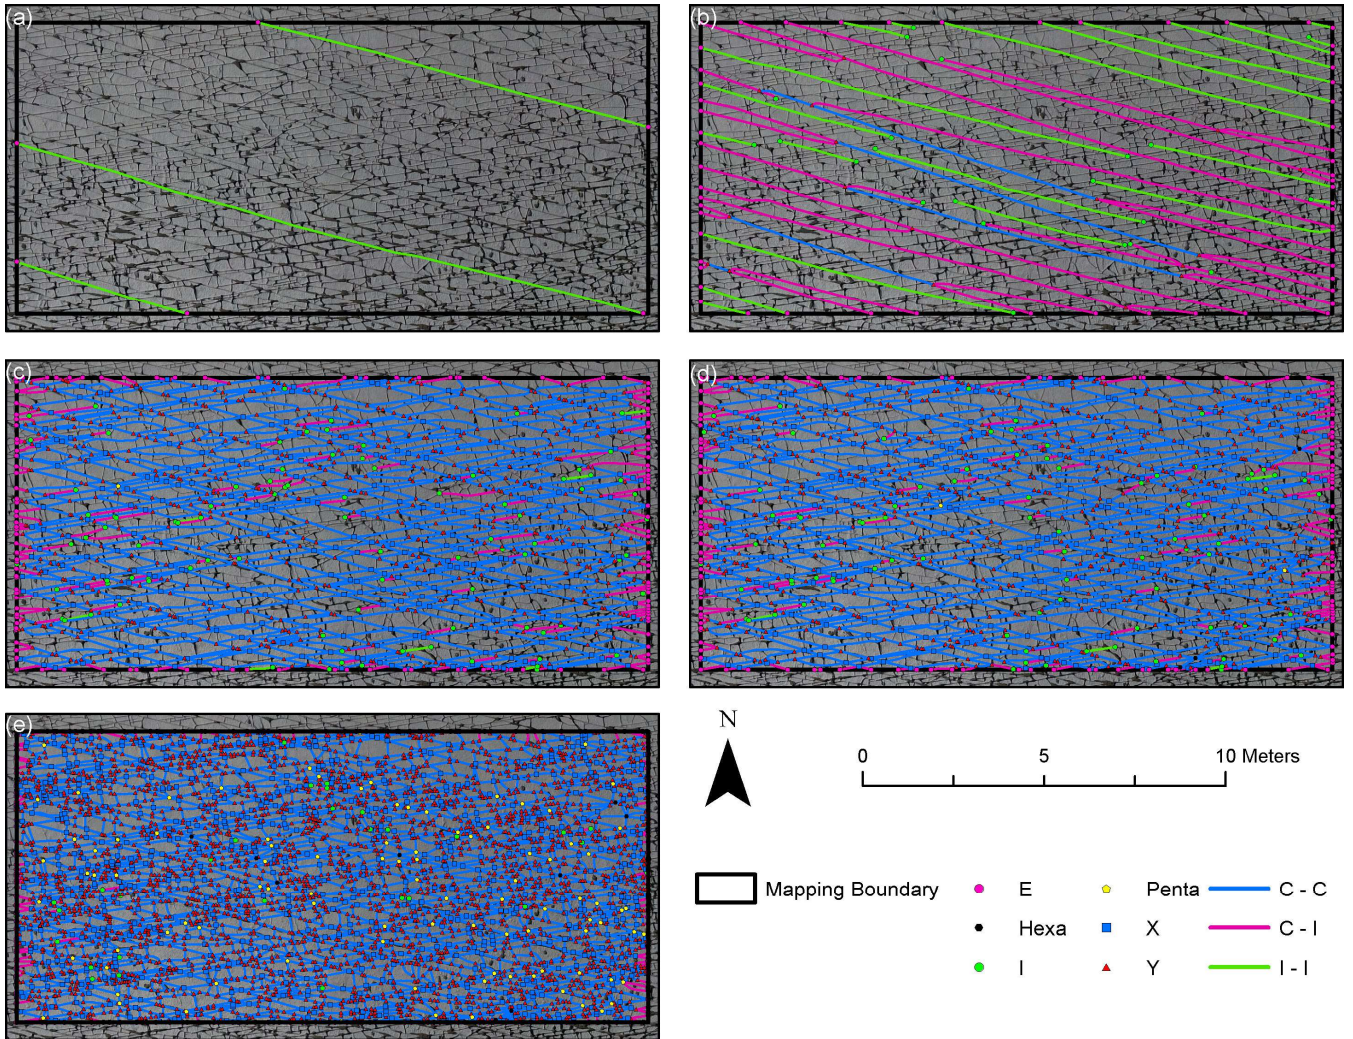 (a)
(b)
(c)
(d)
(e)
N
0 5 10 Meters
Mapping Boundary E Penta C - C
Hexa X C - I
I Y I - I